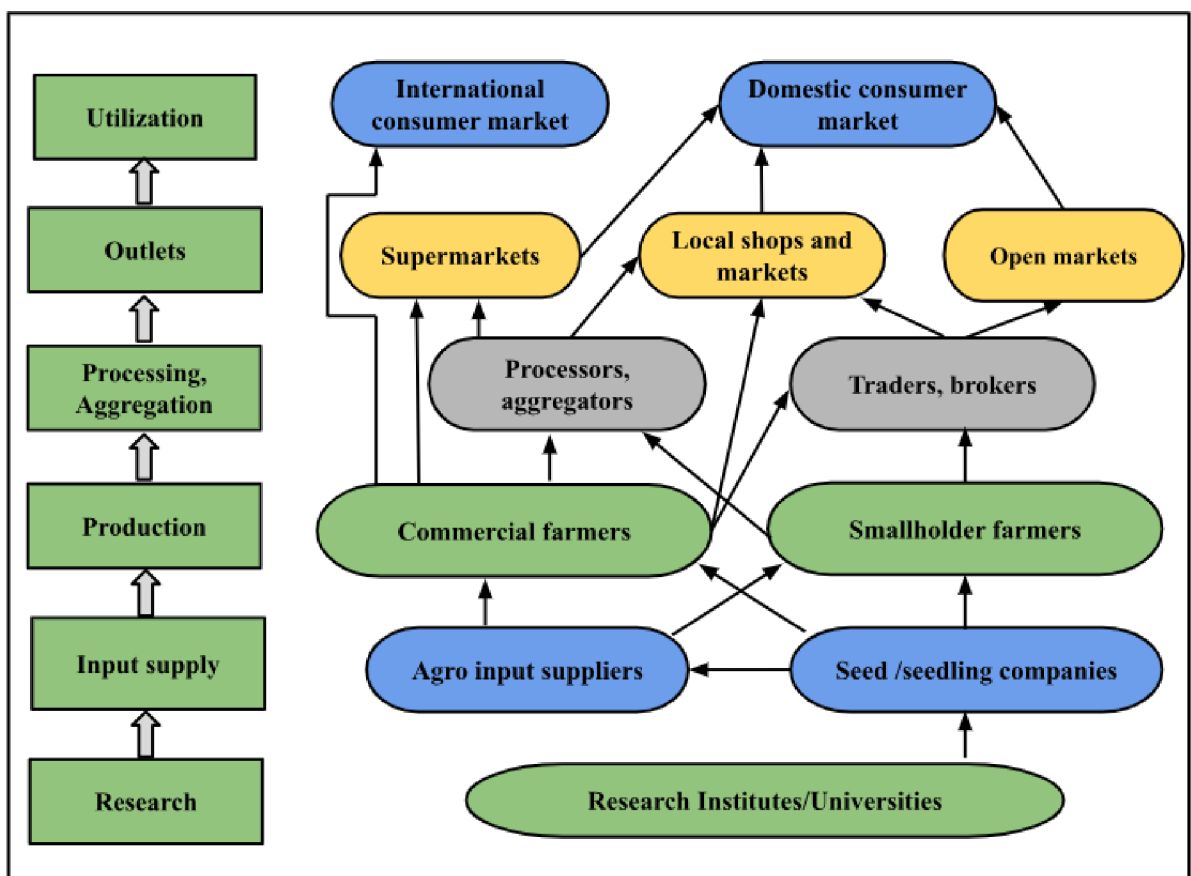 Utilization
International
consumer market
Domestic consumer
market
Outlets
Supermarkets
Local shops and
markets
Open markets
Processing,
Aggregation
Processors,
aggregators
Traders, brokers
Production
Commercial farmers
Smallholder farmers
Input supply
Agro input suppliers
Seed /seedling companies
Research
Research Institutes/Universities